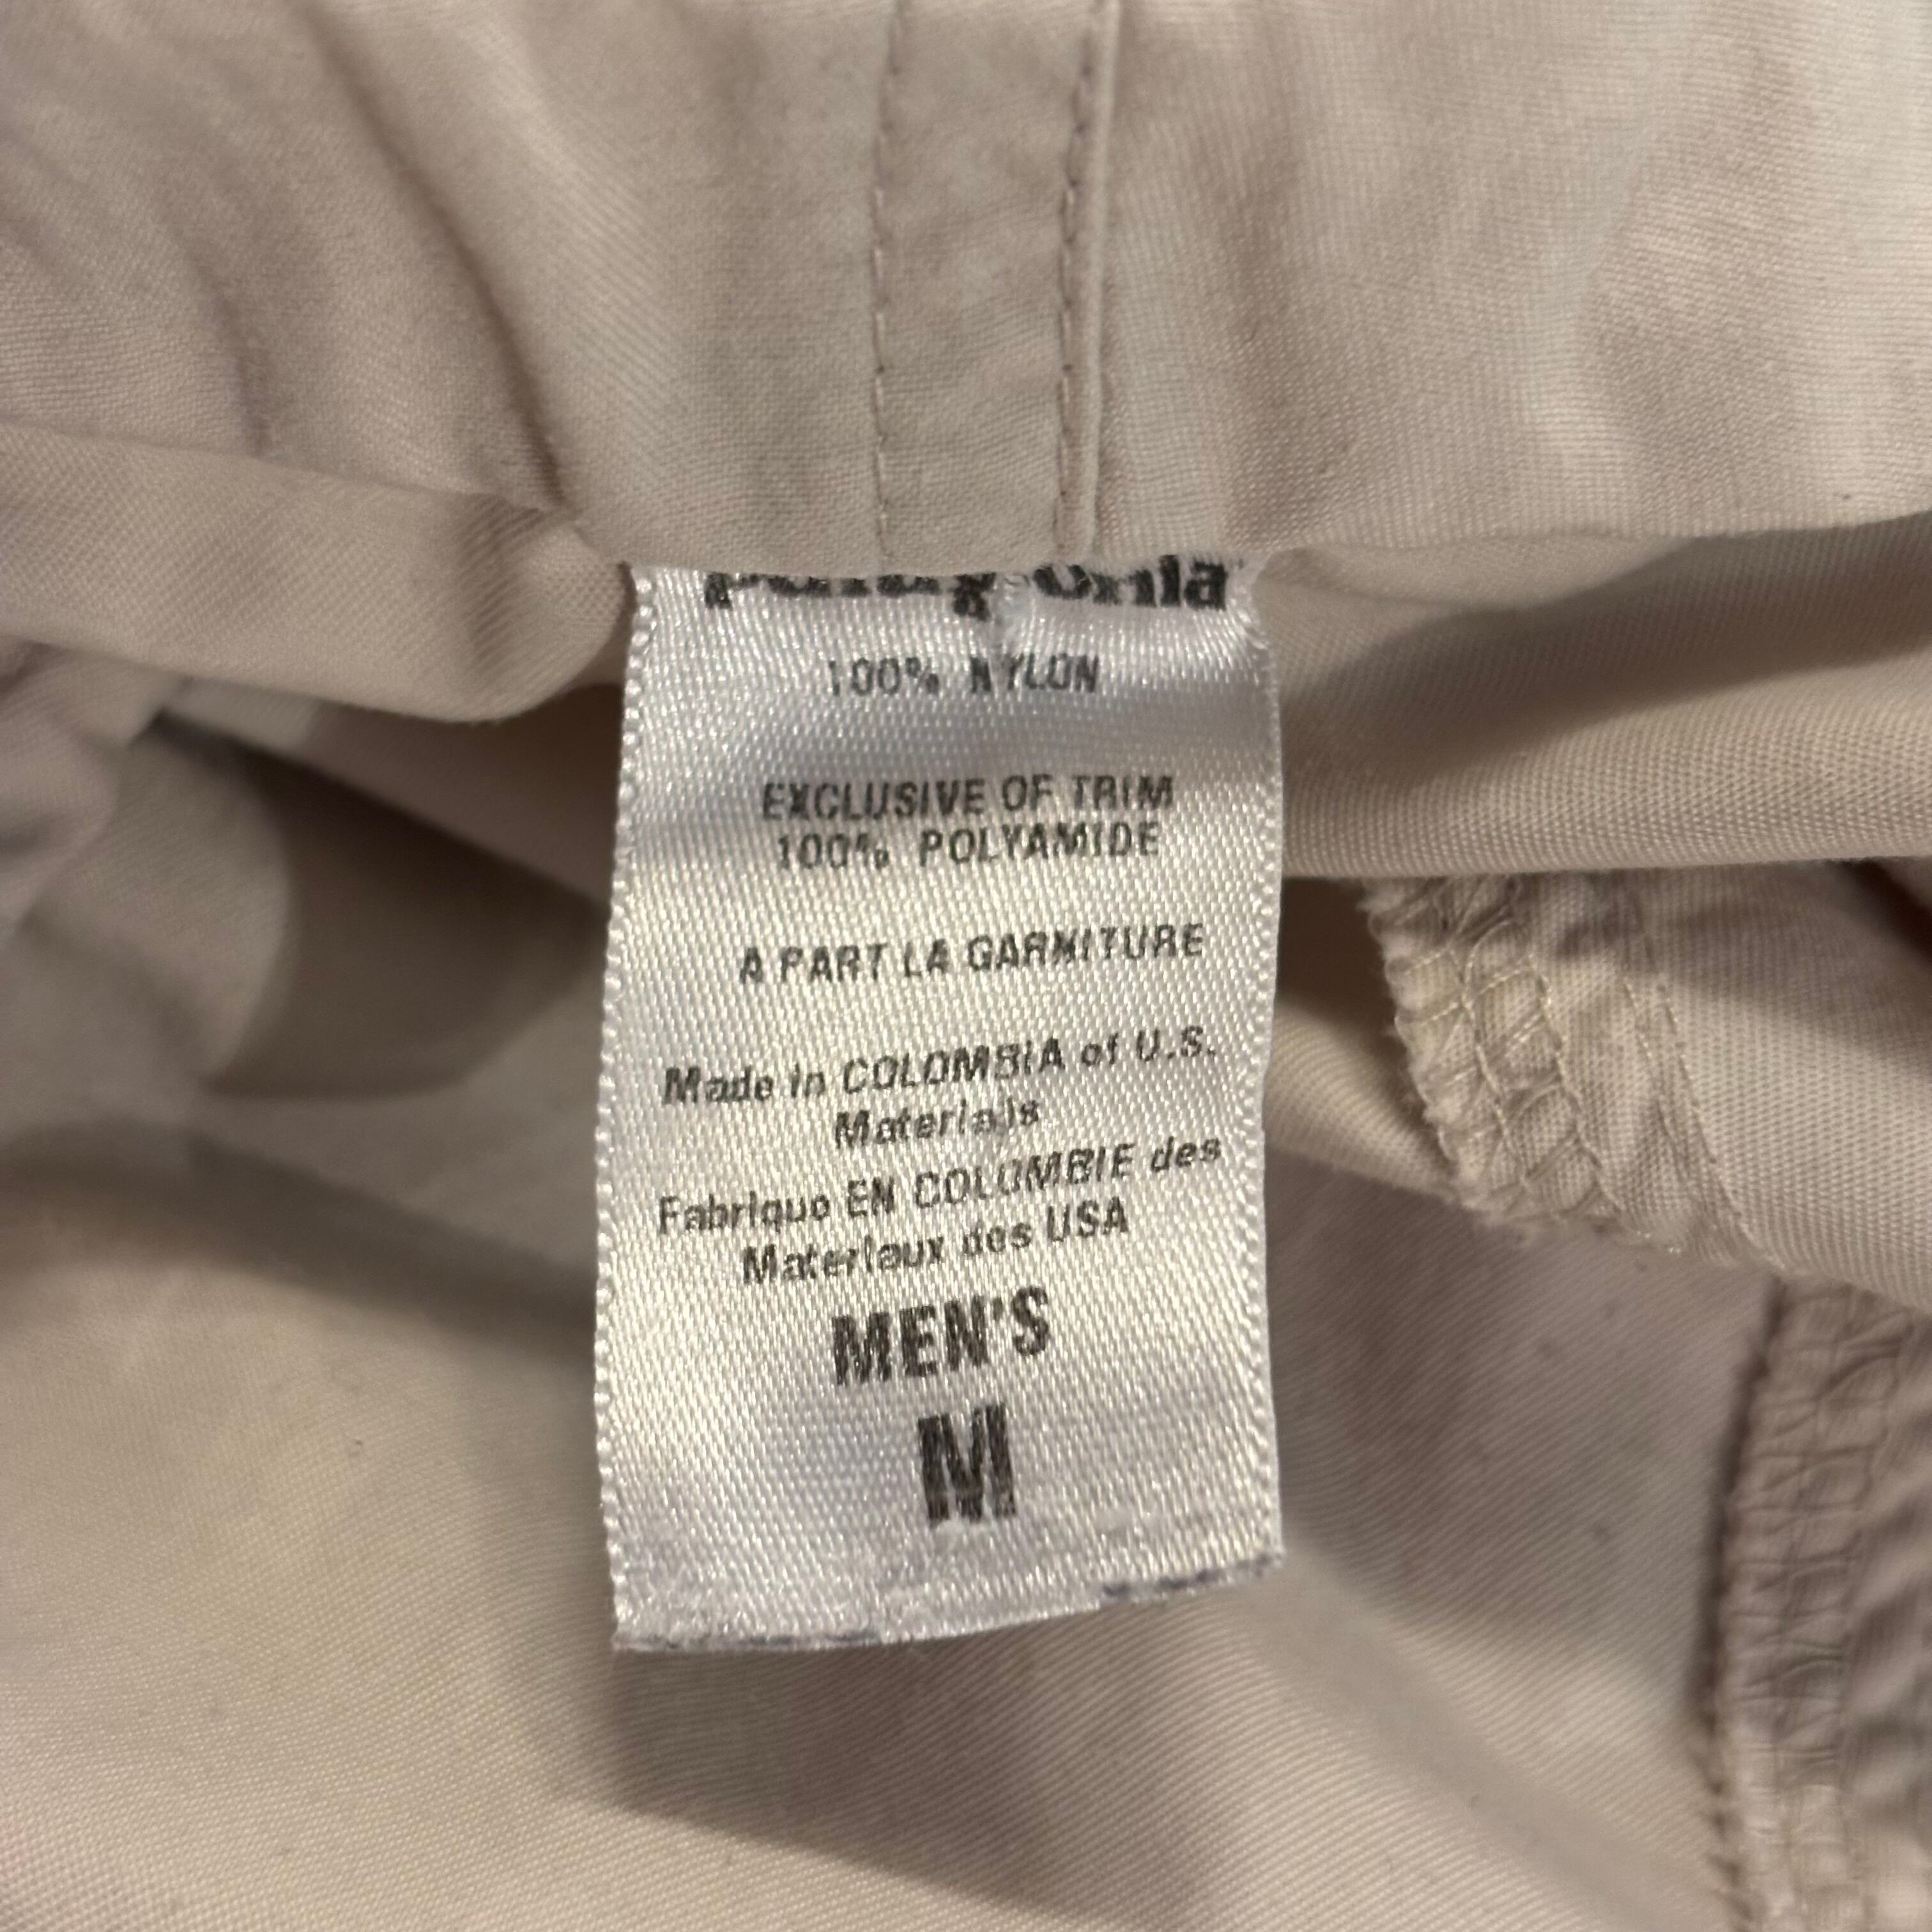 patagonia
100% NYLON
EXCLUSIVE OF TRIM
100% POLYAMIDE
A PART LA GARNITURE
Made in COLOMBIA of U.S.
Materials
Fabrique EN COLOMBIE des
Materiaux des USA
MEN'S
M